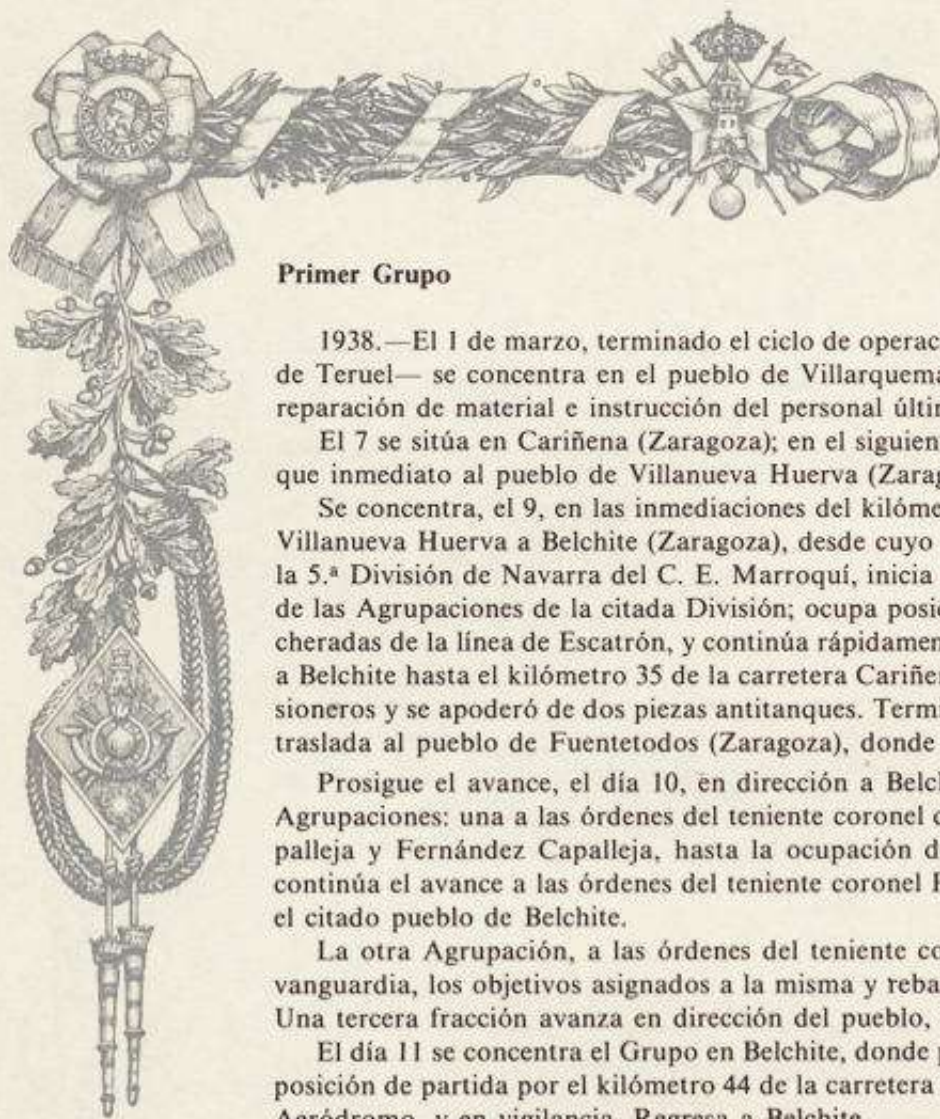 Primer Grupo
1938.—El 1 de marzo, terminado el ciclo de operac
de Teruel— se concentra en el pueblo de Villarquema
reparación de material e instrucción del personal últin
El 7 se sitúa en Cariñena (Zaragoza); en el siguien
que inmediato al pueblo de Villanueva Huerva (Zarag
Se concentra, el 9, en las inmediaciones del kilóme
Villanueva Huerva a Belchite (Zaragoza), desde cuyo
la 5.ª División de Navarra del C. E. Marroquí, inicia
de las Agrupaciones de la citada División; ocupa posic
cheradas de la línea de Escatrón, y continúa rápidamen
a Belchite hasta el kilómetro 35 de la carretera Cariñe
sioneros y se apoderó de dos piezas antitanques. Term
traslada al pueblo de Fuentetodos (Zaragoza), donde
Prosigue el avance, el día 10, en dirección a Belc
Agrupaciones: una a las órdenes del teniente coronel
palleja y Fernández Capalleja, hasta la ocupación d
continúa el avance a las órdenes del teniente coronel
el citado pueblo de Belchite.
La otra Agrupación, a las órdenes del teniente co
vanguardia, los objetivos asignados a la misma y reba
Una tercera fracción avanza en dirección del pueblo,
El día 11 se concentra el Grupo en Belchite, donde
posición de partida por el kilómetro 44 de la carretera
Aeródromo, y en vigilancia. Regresa a Belchite